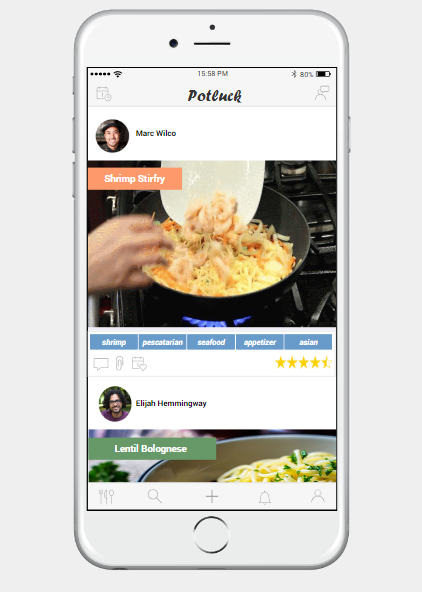 15:58 PM
80%
Potluck
Marc Wilco
Shrimp Stirfry
shrimp
pescatarian
seafood
appetizer
asian
Elijah Hemmingway
Lentil Bolognese